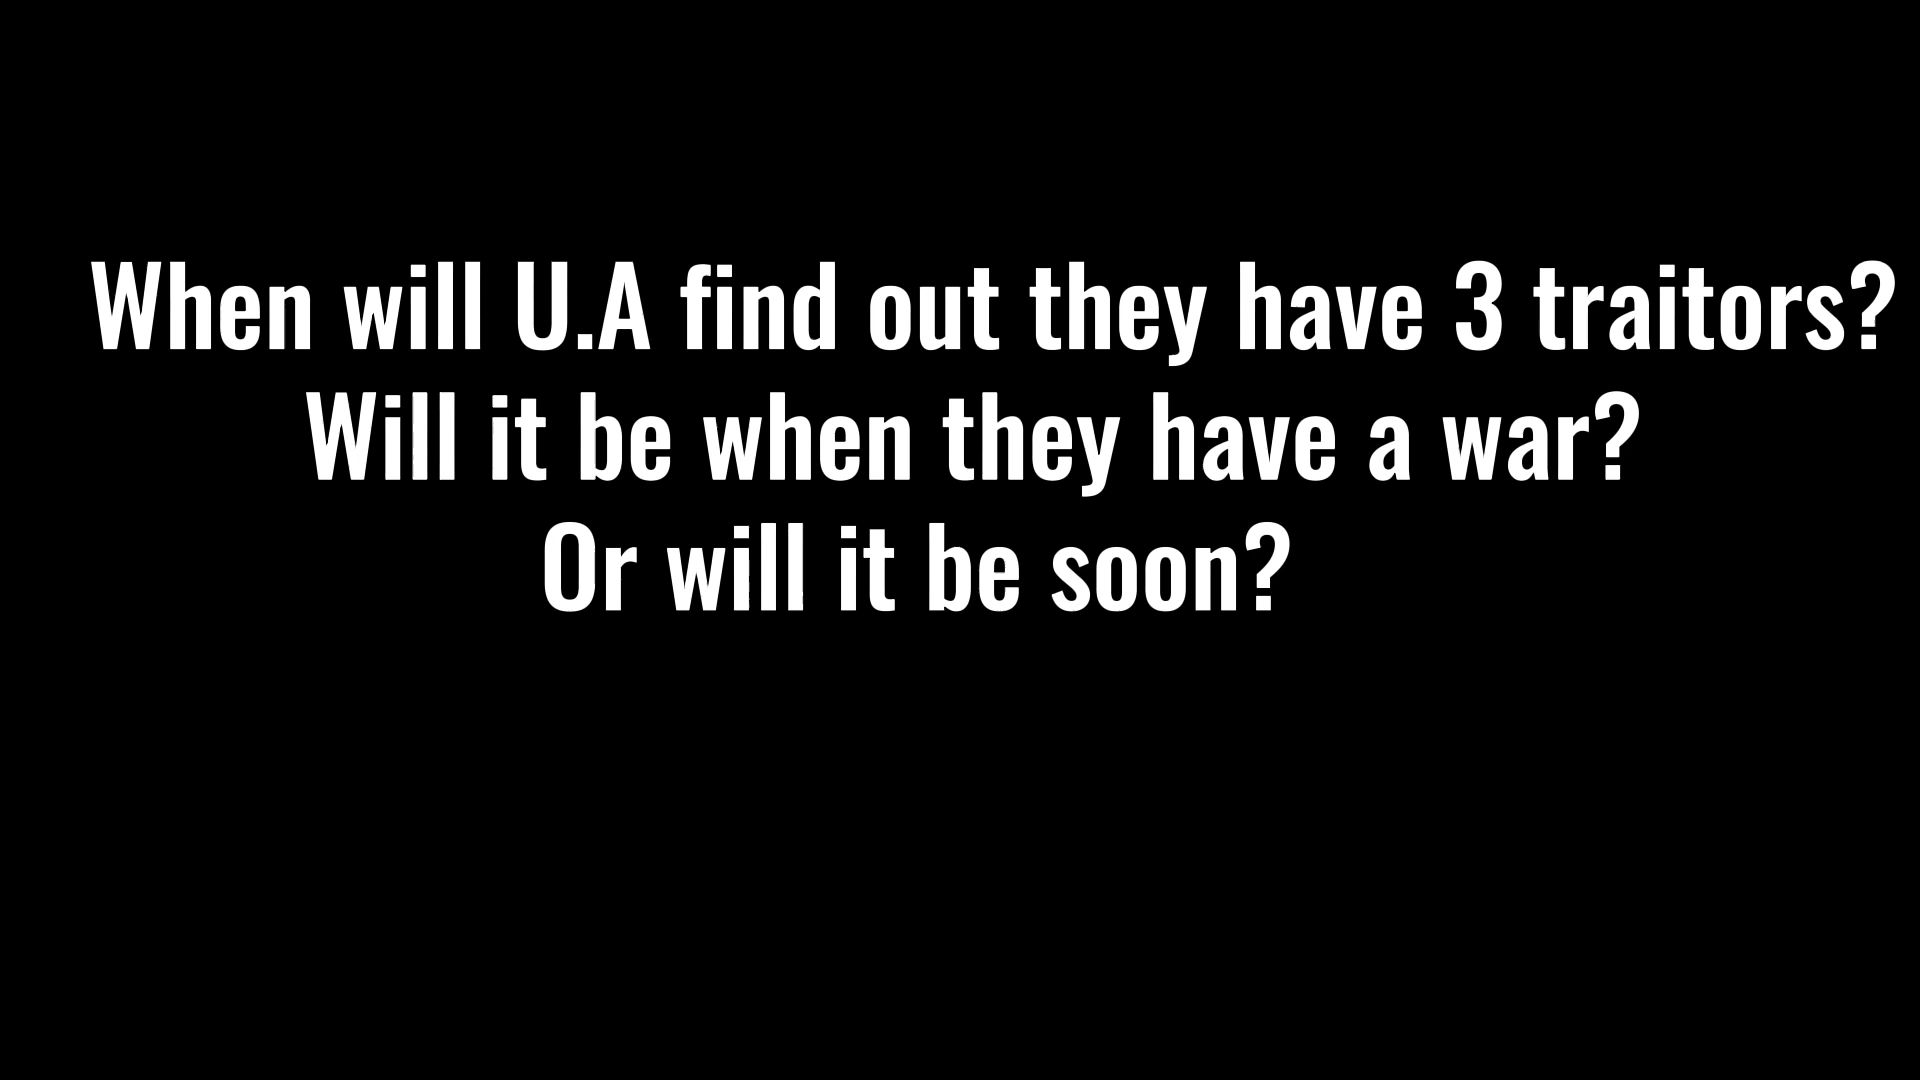 When will U.A find out they have 3 traitors?
Will it be when they have a war?
Or will it be soon?